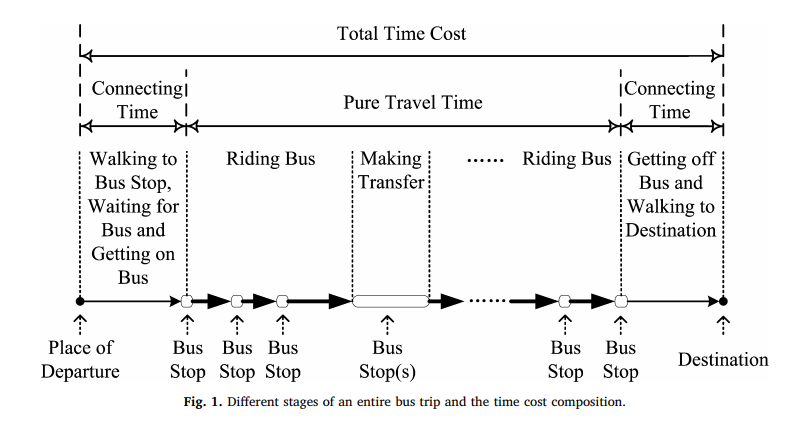 Total Time Cost
Connecting
Time
Pure Travel Time
Connecting
Time
Walking to
Bus Stop,
Waiting for
Bus and
Getting on
Bus
Riding Bus
Making
Transfer
......
Riding Bus
Getting off
Bus and
Walking to
Destination
......
Place of
Departure
Bus
Stop
Bus
Stop
Bus
Stop
Bus
Stop(s)
Bus
Stop
Bus
Stop
Destination
Fig. 1. Different stages of an entire bus trip and the time cost composition.